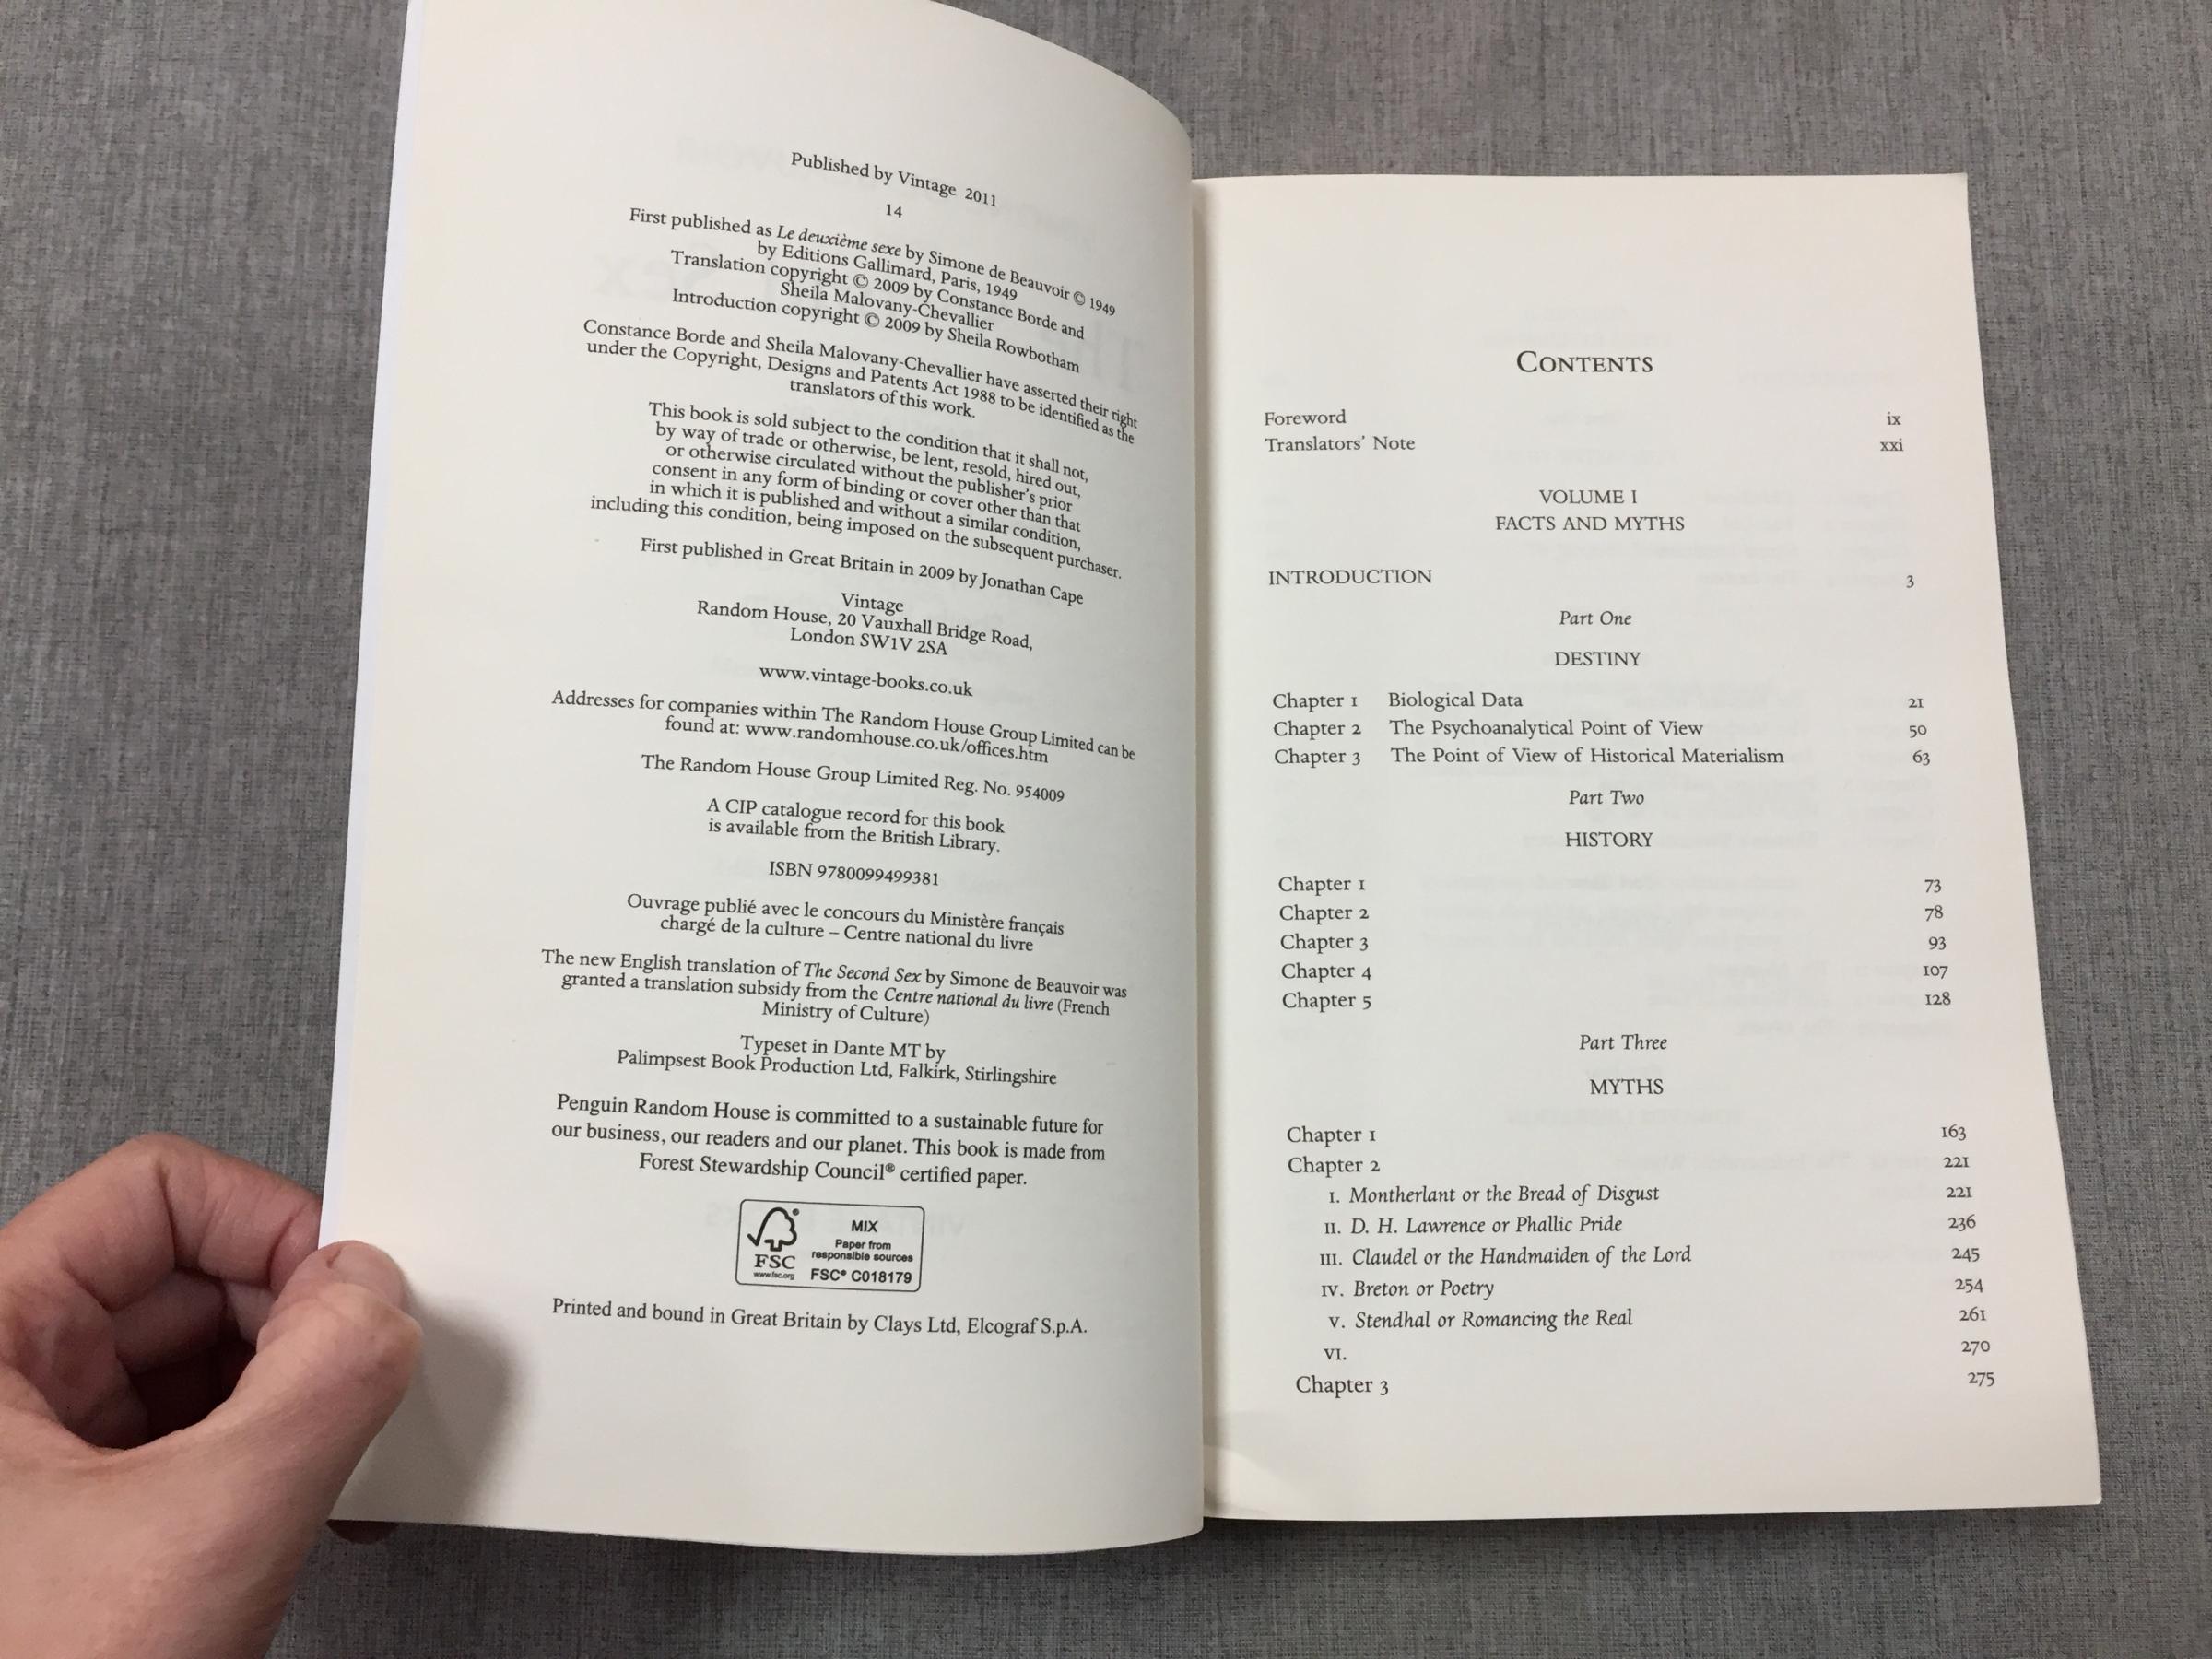 Published by Vintage 2011
14
First published as Le deuxième sexe by Simone de Beauvoir © 1949
by Editions Gallimard, Paris, 1949
Translation copyright © 2009 by Constance Borde and
Sheila Malovany-Chevallier
Introduction copyright © 2009 by Sheila Rowbotham
Constance Borde and Sheila Malovany-Chevallier have asserted their right
under the Copyright, Designs and Patents Act 1988 to be identified as the
translators of this work.
This book is sold subject to the condition that it shall not,
by way of trade or otherwise, be lent, resold, hired out,
or otherwise circulated without the publisher's prior
consent in any form of binding or cover other than that
in which it is published and without a similar condition,
including this condition, being imposed on the subsequent purchaser.
First published in Great Britain in 2009 by Jonathan Cape
Vintage
Random House, 20 Vauxhall Bridge Road,
London SW1V 2SA
www.vintage-books.co.uk
Addresses for companies within The Random House Group Limited can be
found at: www.randomhouse.co.uk/offices.htm
The Random House Group Limited Reg. No. 954009
A CIP catalogue record for this book
is available from the British Library.
ISBN 9780099499381
Ouvrage publié avec le concours du Ministère français
chargé de la culture – Centre national du livre
The new English translation of The Second Sex by Simone de Beauvoir was
granted a translation subsidy from the Centre national du livre (French
Ministry of Culture)
Typeset in Dante MT by
Palimpsest Book Production Ltd, Falkirk, Stirlingshire
Penguin Random House is committed to a sustainable future for
our business, our readers and our planet. This book is made from
Forest Stewardship Council® certified paper.
FSC
www.fsc.org
MIX
Paper from
responsible sources
FSC® C018179
Printed and bound in Great Britain by Clays Ltd, Elcograf S.p.A.
CONTENTS
Foreword ix
Translators' Note xxi
VOLUME I
FACTS AND MYTHS
INTRODUCTION 3
Part One
DESTINY
Chapter 1 Biological Data 21
Chapter 2 The Psychoanalytical Point of View 50
Chapter 3 The Point of View of Historical Materialism 63
Part Two
HISTORY
Chapter 1 73
Chapter 2 78
Chapter 3 93
Chapter 4 107
Chapter 5 128
Part Three
MYTHS
Chapter 1 163
Chapter 2 221
I. Montherlant or the Bread of Disgust 221
II. D. H. Lawrence or Phallic Pride 236
III. Claudel or the Handmaiden of the Lord 245
IV. Breton or Poetry 254
V. Stendhal or Romancing the Real 261
VI. 270
Chapter 3 275